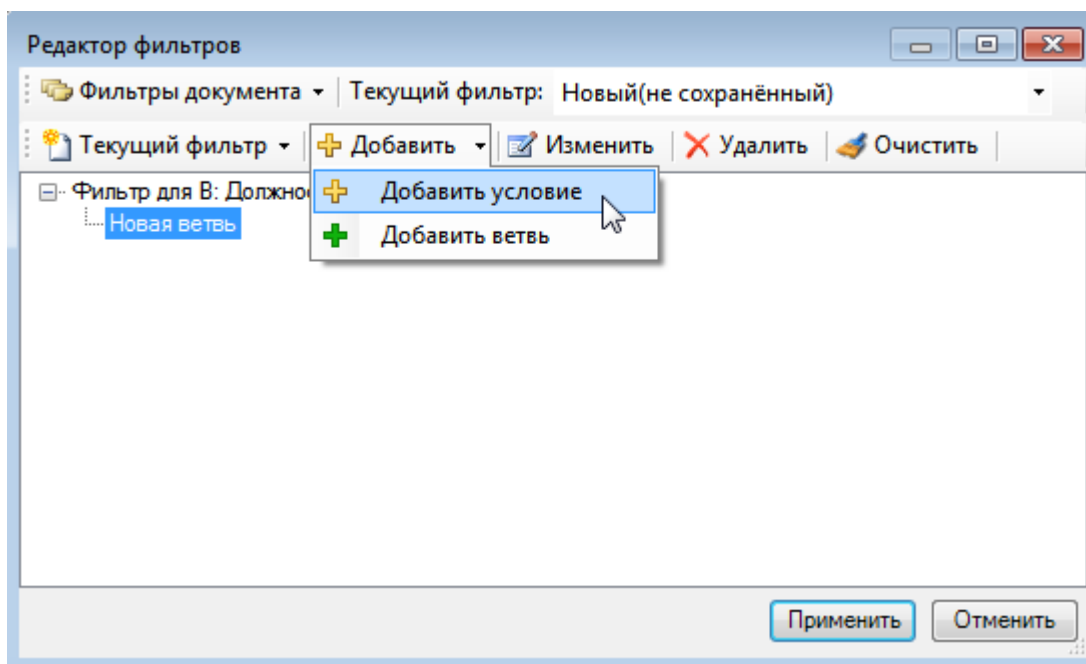 Редактор фильтров
Фильтры документа Текущий фильтр: Новый(не сохранённый)
Текущий фильтр Добавить Изменить Удалить Очистить
Фильтр для В: Должно
Добавить условие
Новая ветвь
Добавить ветвь
Применить Отменить